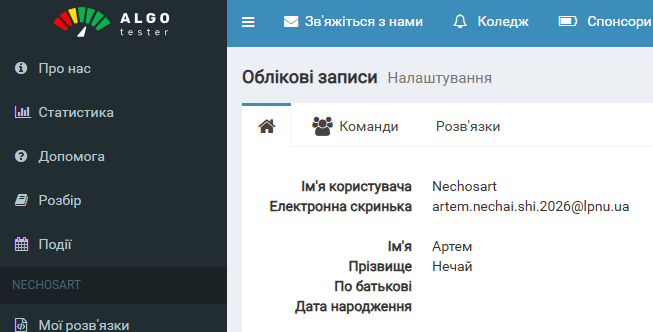 ALGO
tester
Про нас
Статистика
Допомога
Розбір
Події
NECHOSART
Мої розв'язки
Зв'яжіться з нами
Коледж
Спонсори
Облікові записи Налаштування
Команди
Розв'язки
Ім'я користувача Nechosart
Електронна скринька artem.nechai.shi.2026@lpnu.ua
Ім'я Артем
Прізвище Нечай
По батькові
Дата народження